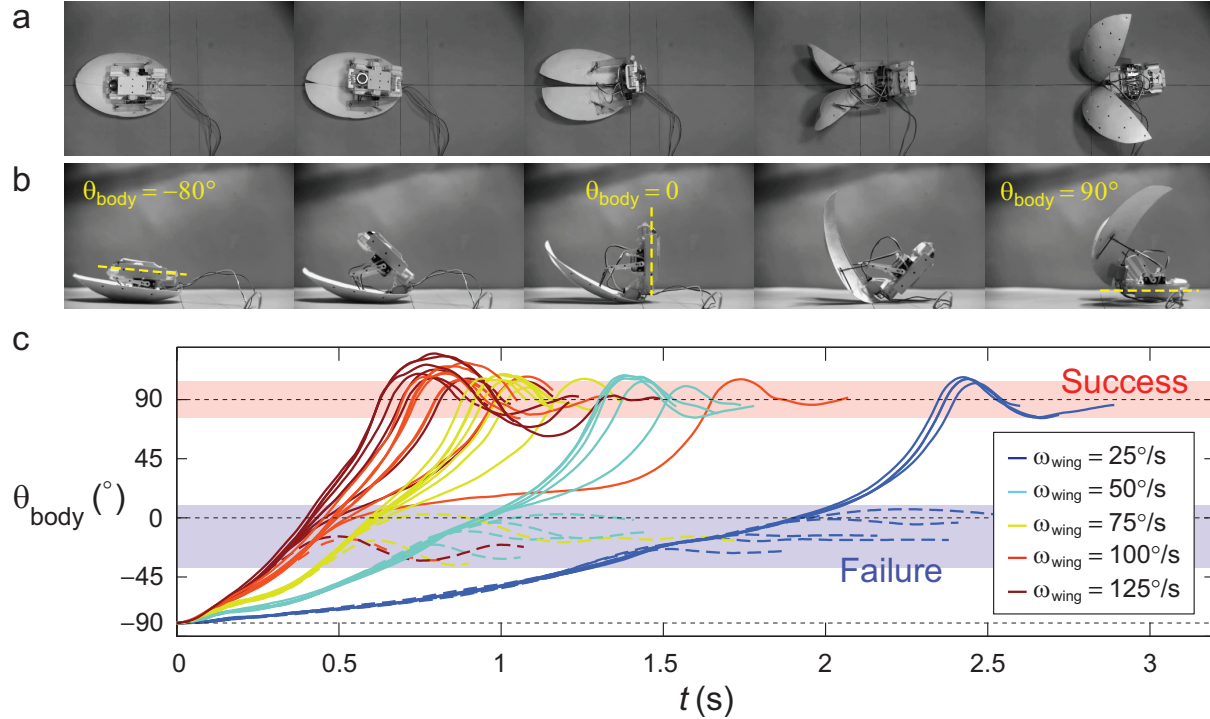 a
b
θbody = −80°
θbody = 0
θbody = 90°
c
Success
Failure
90
45
0
−45
−90
θbody (°)
ωwing = 25°/s
ωwing = 50°/s
ωwing = 75°/s
ωwing = 100°/s
ωwing = 125°/s
0 0.5 1 1.5 2 2.5 3
t (s)